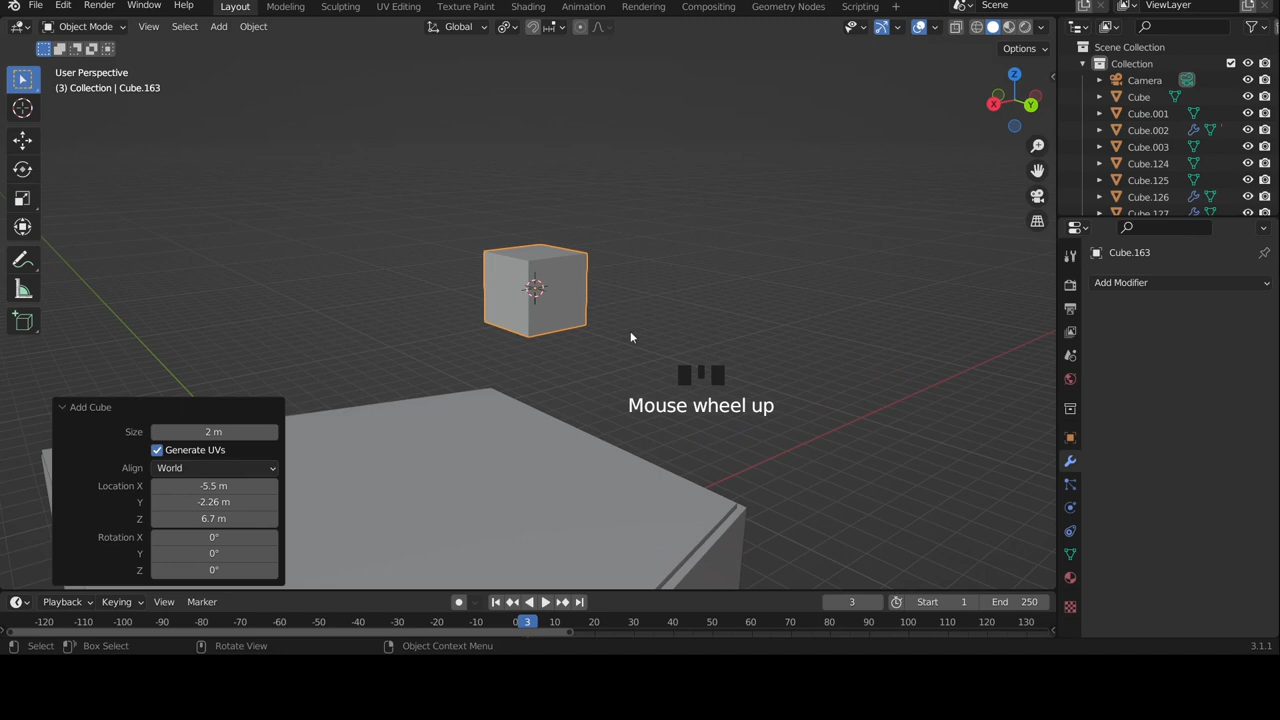 File Edit Render Window Help Layout Modeling Sculpting UV Editing Texture Paint Shading Animation Rendering Compositing Geometry Nodes Scripting + Scene ViewLayer
Object Mode View Select Add Object Global
Options
User Perspective
(3) Collection | Cube.163
Z
X
Y
Mouse wheel up
Add Cube
Size 2 m
Generate UVs
Align World
Location X -5.5 m
Y -2.26 m
Z 6.7 m
Rotation X 0°
Y 0°
Z 0°
Scene Collection
Collection
Camera
Cube
Cube.001
Cube.002
Cube.003
Cube.124
Cube.125
Cube.126
Cube.127
Cube.163
Add Modifier
Playback Keying View Marker 3 Start 1 End 250
-120 -110 -100 -90 -80 -70 -60 -50 -40 -30 -20 -10 0 3 10 20 30 40 50 60 70 80 90 100 110 120 130
Select Box Select Rotate View Object Context Menu 3.1.1